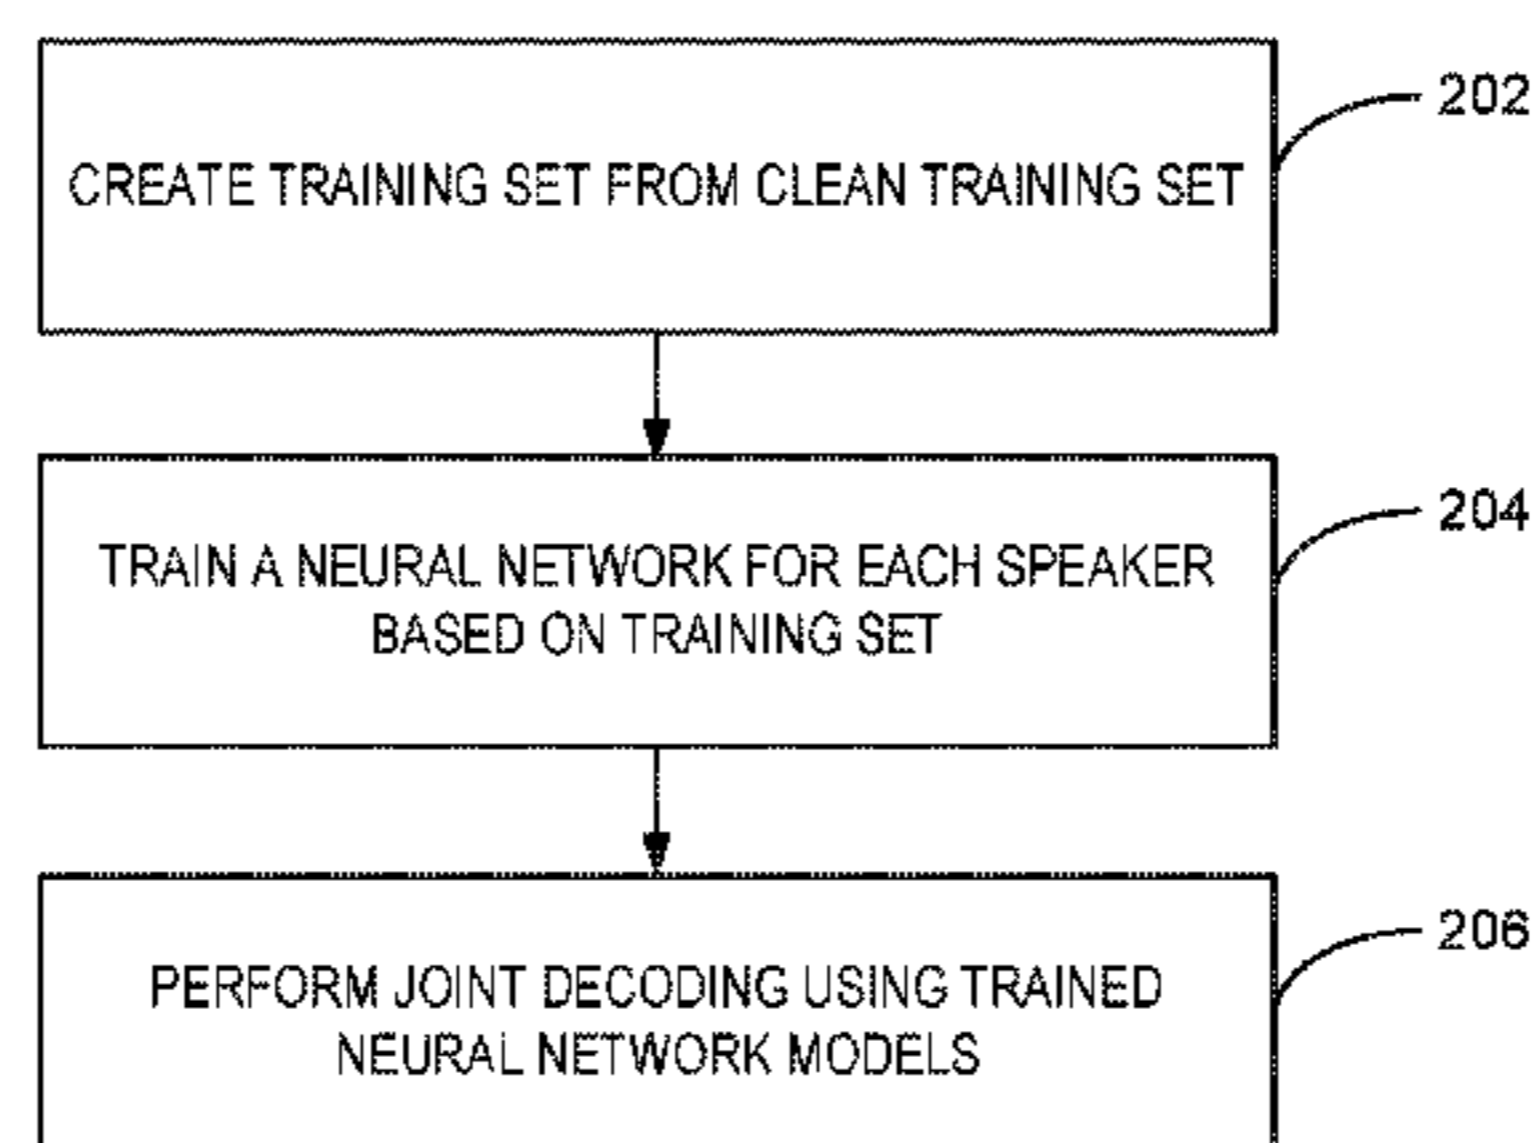 202
CREATE TRAINING SET FROM CLEAN TRAINING SET
204
TRAIN A NEURAL NETWORK FOR EACH SPEAKER
BASED ON TRAINING SET
206
PERFORM JOINT DECODING USING TRAINED
NEURAL NETWORK MODELS